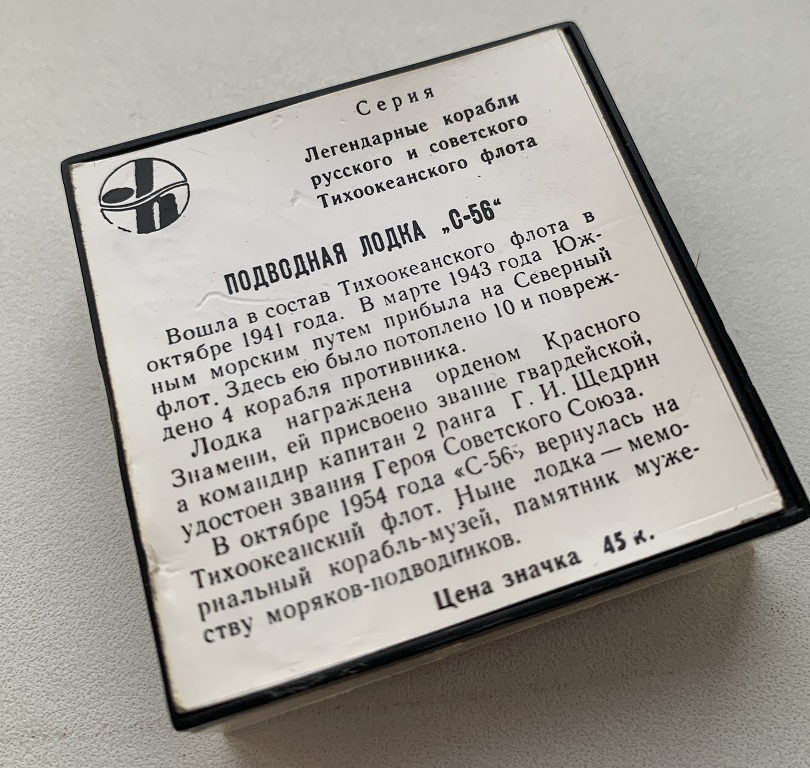 Серия
Легендарные корабли
русского и советского
Тихоокеанского флота
ПОДВОДНАЯ ЛОДКА „С-56“
Вошла в состав Тихоокеанского флота в
октябре 1941 года. В марте 1943 года Юж-
ным морским путем прибыла на Северный
флот. Здесь ею было потоплено 10 и повреж-
дено 4 корабля противника.
Лодка награждена орденом Красного
Знамени, ей присвоено звание гвардейской,
а командир капитан 2 ранга Г. И. Щедрин
удостоен звания Героя Советского Союза.
В октябре 1954 года «С-56» вернулась на
Тихоокеанский флот. Ныне лодка — мемо-
риальный корабль-музей, памятник муже-
ству моряков-подводников.
Цена значка 45 к.